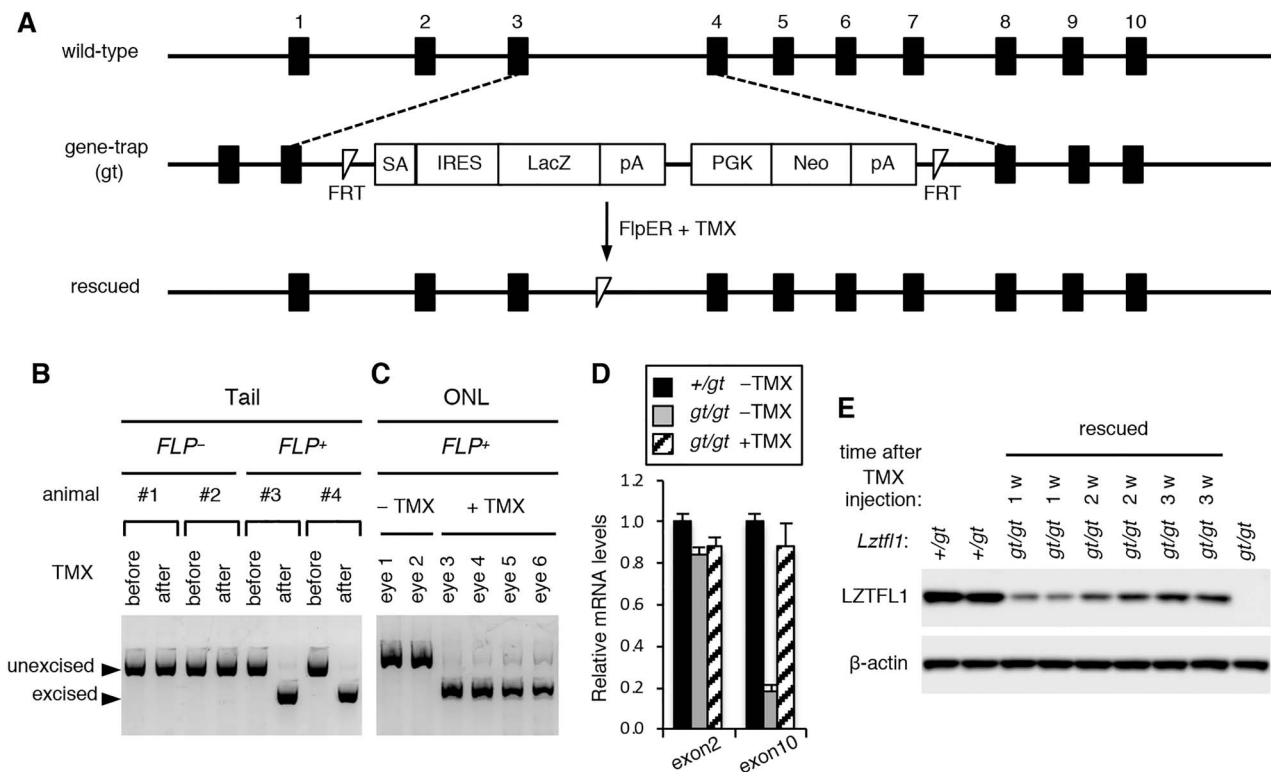 A
1 2 3 4 5 6 7 8 9 10
wild-type
gene-trap
(gt)
SA IRES LacZ pA PGK Neo pA
FRT FRT
FlpER + TMX
rescued
B
Tail
FLP⁻ FLP⁺
animal #1 #2 #3 #4
TMX before after before after before after before after
unexcised
excised
C
ONL
FLP⁺
– TMX + TMX
eye 1 eye 2 eye 3 eye 4 eye 5 eye 6
D
+/gt –TMX
gt/gt –TMX
gt/gt +TMX
Relative mRNA levels
1.2
1.0
0.8
0.6
0.4
0.2
0.0
exon2 exon10
E
rescued
time after
TMX
injection:
1 w 1 w 2 w 2 w 3 w 3 w
Lztfl1: +/gt +/gt gt/gt gt/gt gt/gt gt/gt gt/gt gt/gt gt/gt
LZTFL1
β-actin